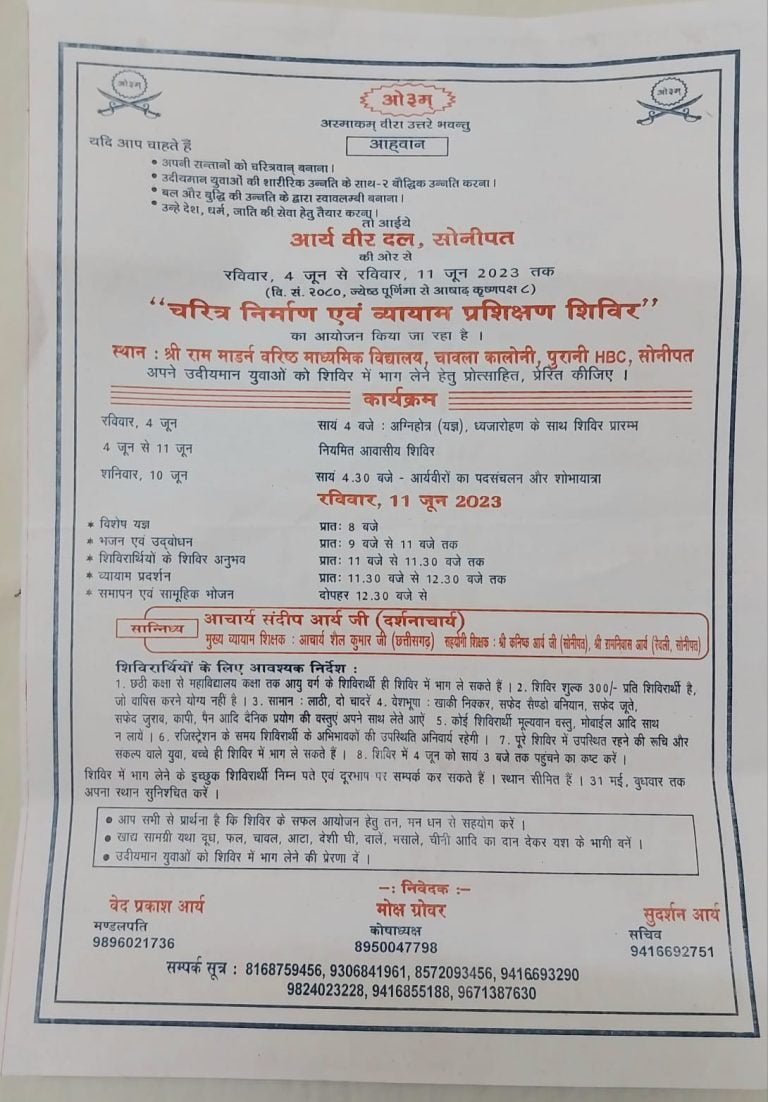 ओ३म्
ओ३म्
ओ३म्
अस्माकम् वीरा उत्तरे भवन्तु
आह्वान
यदि आप चाहते हैं
• अपनी सन्तानों को चरित्रवान् बनाना।
• उदीयमान युवाओं की शारीरिक उन्नति के साथ-२ बौद्धिक उन्नति करना।
• बल और बुद्धि की उन्नति के द्वारा स्वावलम्बी बनाना।
• उन्हे देश, धर्म, जाति की सेवा हेतु तैयार करना।
तो आईये
आर्य वीर दल, सोनीपत
की ओर से
रविवार, 4 जून से रविवार, 11 जून 2023 तक
(वि. सं. २०८०, ज्येष्ठ पूर्णिमा से आषाढ़ कृष्णपक्ष ८)
“चरित्र निर्माण एवं व्यायाम प्रशिक्षण शिविर”
का आयोजन किया जा रहा है ।
स्थान : श्री राम माडर्न वरिष्ठ माध्यमिक विद्यालय, चावला कालोनी, पुरानी HBC, सोनीपत
अपने उदीयमान युवाओं को शिविर में भाग लेने हेतु प्रोत्साहित, प्रेरित कीजिए ।
कार्यक्रम
रविवार, 4 जून सायं 4 बजे : अग्निहोत्र (यज्ञ), ध्वजारोहण के साथ शिविर प्रारम्भ
4 जून से 11 जून नियमित आवासीय शिविर
शनिवार, 10 जून सायं 4.30 बजे - आर्यवीरों का पदसंचलन और शोभायात्रा
रविवार, 11 जून 2023
* विशेष यज्ञ प्रातः 8 बजे
* भजन एवं उद्‌बोधन प्रातः 9 बजे से 11 बजे तक
* शिविरार्थियों के शिविर अनुभव प्रातः 11 बजे से 11.30 बजे तक
* व्यायाम प्रदर्शन प्रातः 11.30 बजे से 12.30 बजे तक
* समापन एवं सामूहिक भोजन दोपहर 12.30 बजे से
सान्निध्य
आचार्य संदीप आर्य जी (दर्शनाचार्य)
मुख्य व्यायाम शिक्षक : आचार्य शैल कुमार जी (छत्तीसगढ़) सहयोगी शिक्षक : श्री कनिष्क आर्य जी (सोनीपत), श्री रामनिवास आर्य (रेवली, सोनीपत)
शिविरार्थियों के लिए आवश्यक निर्देश :
1. छठी कक्षा से महाविद्यालय कक्षा तक आयु वर्ग के शिविरार्थी ही शिविर में भाग ले सकते हैं । 2. शिविर शुल्क 300/- प्रति शिविरार्थी है,
जो वापिस करने योग्य नहीं है । 3. सामान : लाठी, दो चादरें 4. वेशभूषा : खाकी निक्कर, सफेद सैण्डो बनियान, सफेद जूते,
सफेद जुराब, कापी, पैन आदि दैनिक प्रयोग की वस्तुएं अपने साथ लेते आऐं 5. कोई शिविरार्थी मूल्यवान वस्तु, मोबाईल आदि साथ
न लायें । 6. रजिस्ट्रेशन के समय शिविरार्थी के अभिभावकों की उपस्थिति अनिवार्य रहेगी । 7. पूरे शिविर में उपस्थित रहने की रूचि और
सकल्प वाले युवा, बच्चे ही शिविर में भाग ले सकते हैं । 8. शिविर में 4 जून को सायं 3 बजे तक पहुंचने का कष्ट करें ।
शिविर में भाग लेने के इच्छुक शिविरार्थी निम्न पते एवं दूरभाष पर सम्पर्क कर सकते हैं । स्थान सीमित हैं । 31 मई, बुधवार तक
अपना स्थान सुनिश्चित करें ।
• आप सभी से प्रार्थना है कि शिविर के सफल आयोजन हेतु तन, मन धन से सहयोग करें ।
• खाद्य सामग्री यथा दूध, फल, चावल, आटा, देशी घी, दालें, मसाले, चीनी आदि का दान देकर यश के भागी बनें ।
• उदीयमान युवाओं को शिविर में भाग लेने की प्रेरणा दें ।
-: निवेदक :-
वेद प्रकाश आर्य मोक्ष ग्रोवर सुदर्शन आर्य
मण्डलपति कोषाध्यक्ष सचिव
9896021736 8950047798 9416692751
सम्पर्क सूत्र : 8168759456, 9306841961, 8572093456, 9416693290
9824023228, 9416855188, 9671387630